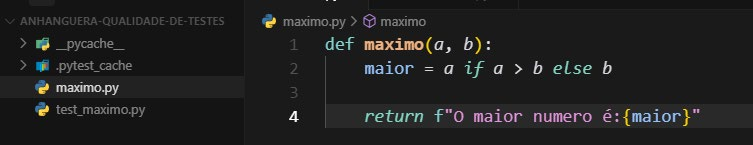 ANHANGUERA-QUALIDADE-DE-TESTES
__pycache__
.pytest_cache
maximo.py
test_maximo.py
maximo.py > maximo
1 def maximo(a, b):
2 maior = a if a > b else b
3
4 return f"O maior numero é:{maior}"